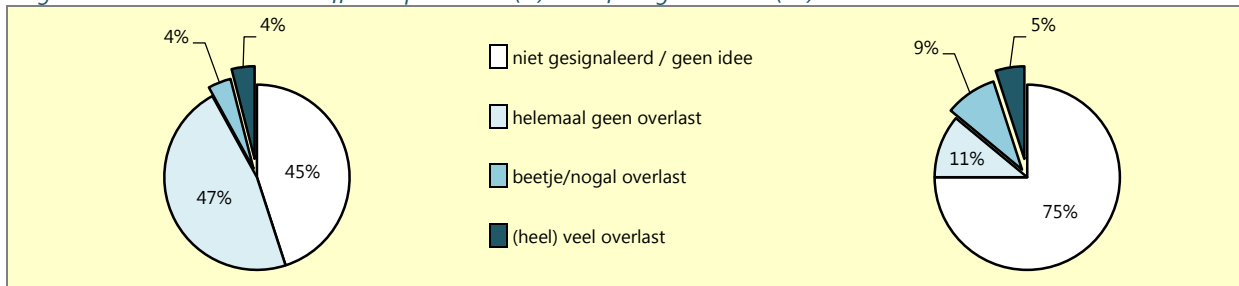 4%
4%
45%
47%
niet gesignaleerd / geen idee
helemaal geen overlast
beetje/nogal overlast
(heel) veel overlast
5%
9%
11%
75%